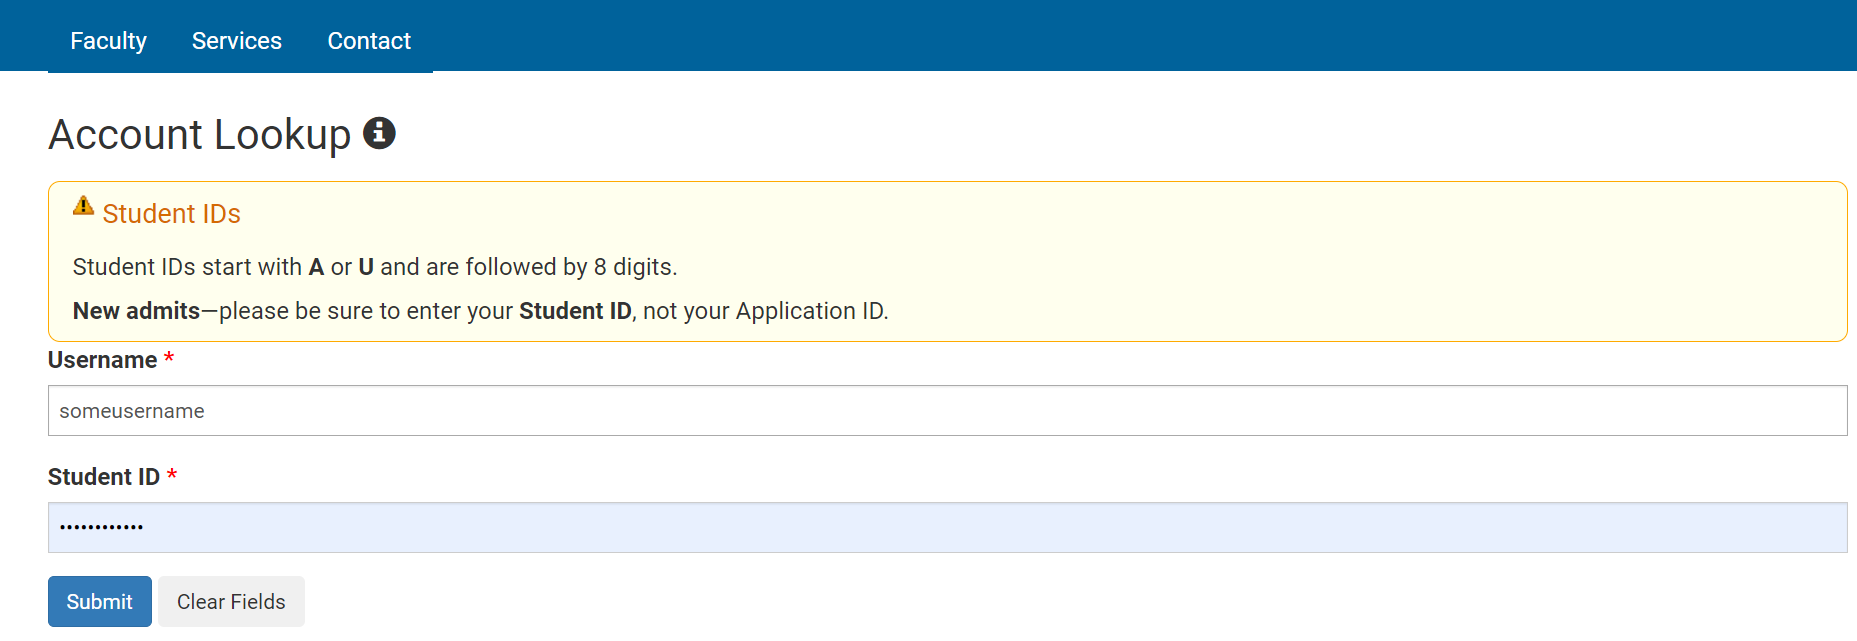 Faculty Services Contact
Account Lookup
Student IDs
Student IDs start with A or U and are followed by 8 digits.
New admits—please be sure to enter your Student ID, not your Application ID.
Username *
someusername
Student ID *
••••••••••••
Submit Clear Fields